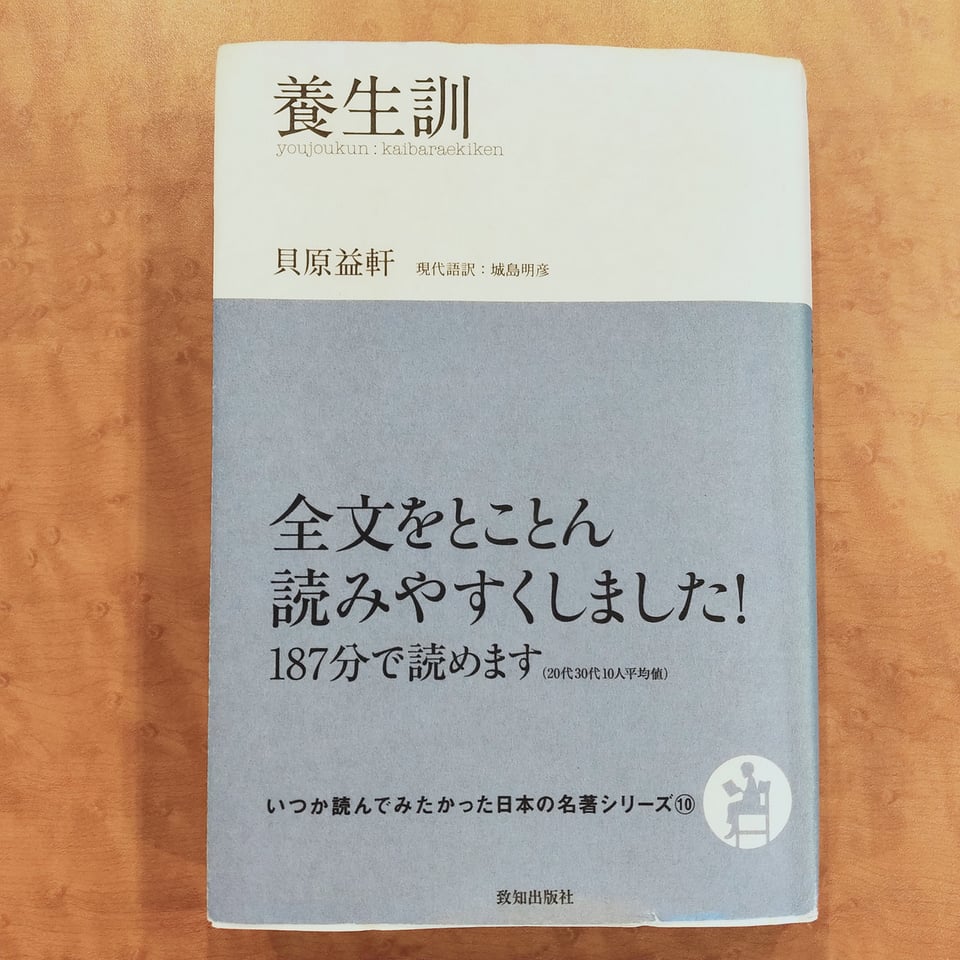 養生訓
youjoukun : kaibaraekiken
貝原益軒 現代語訳：城島明彦
全文をとことん
読みやすくしました！
187分で読めます（20代30代10人平均値）
いつか読んでみたかった日本の名著シリーズ⑩
致知出版社